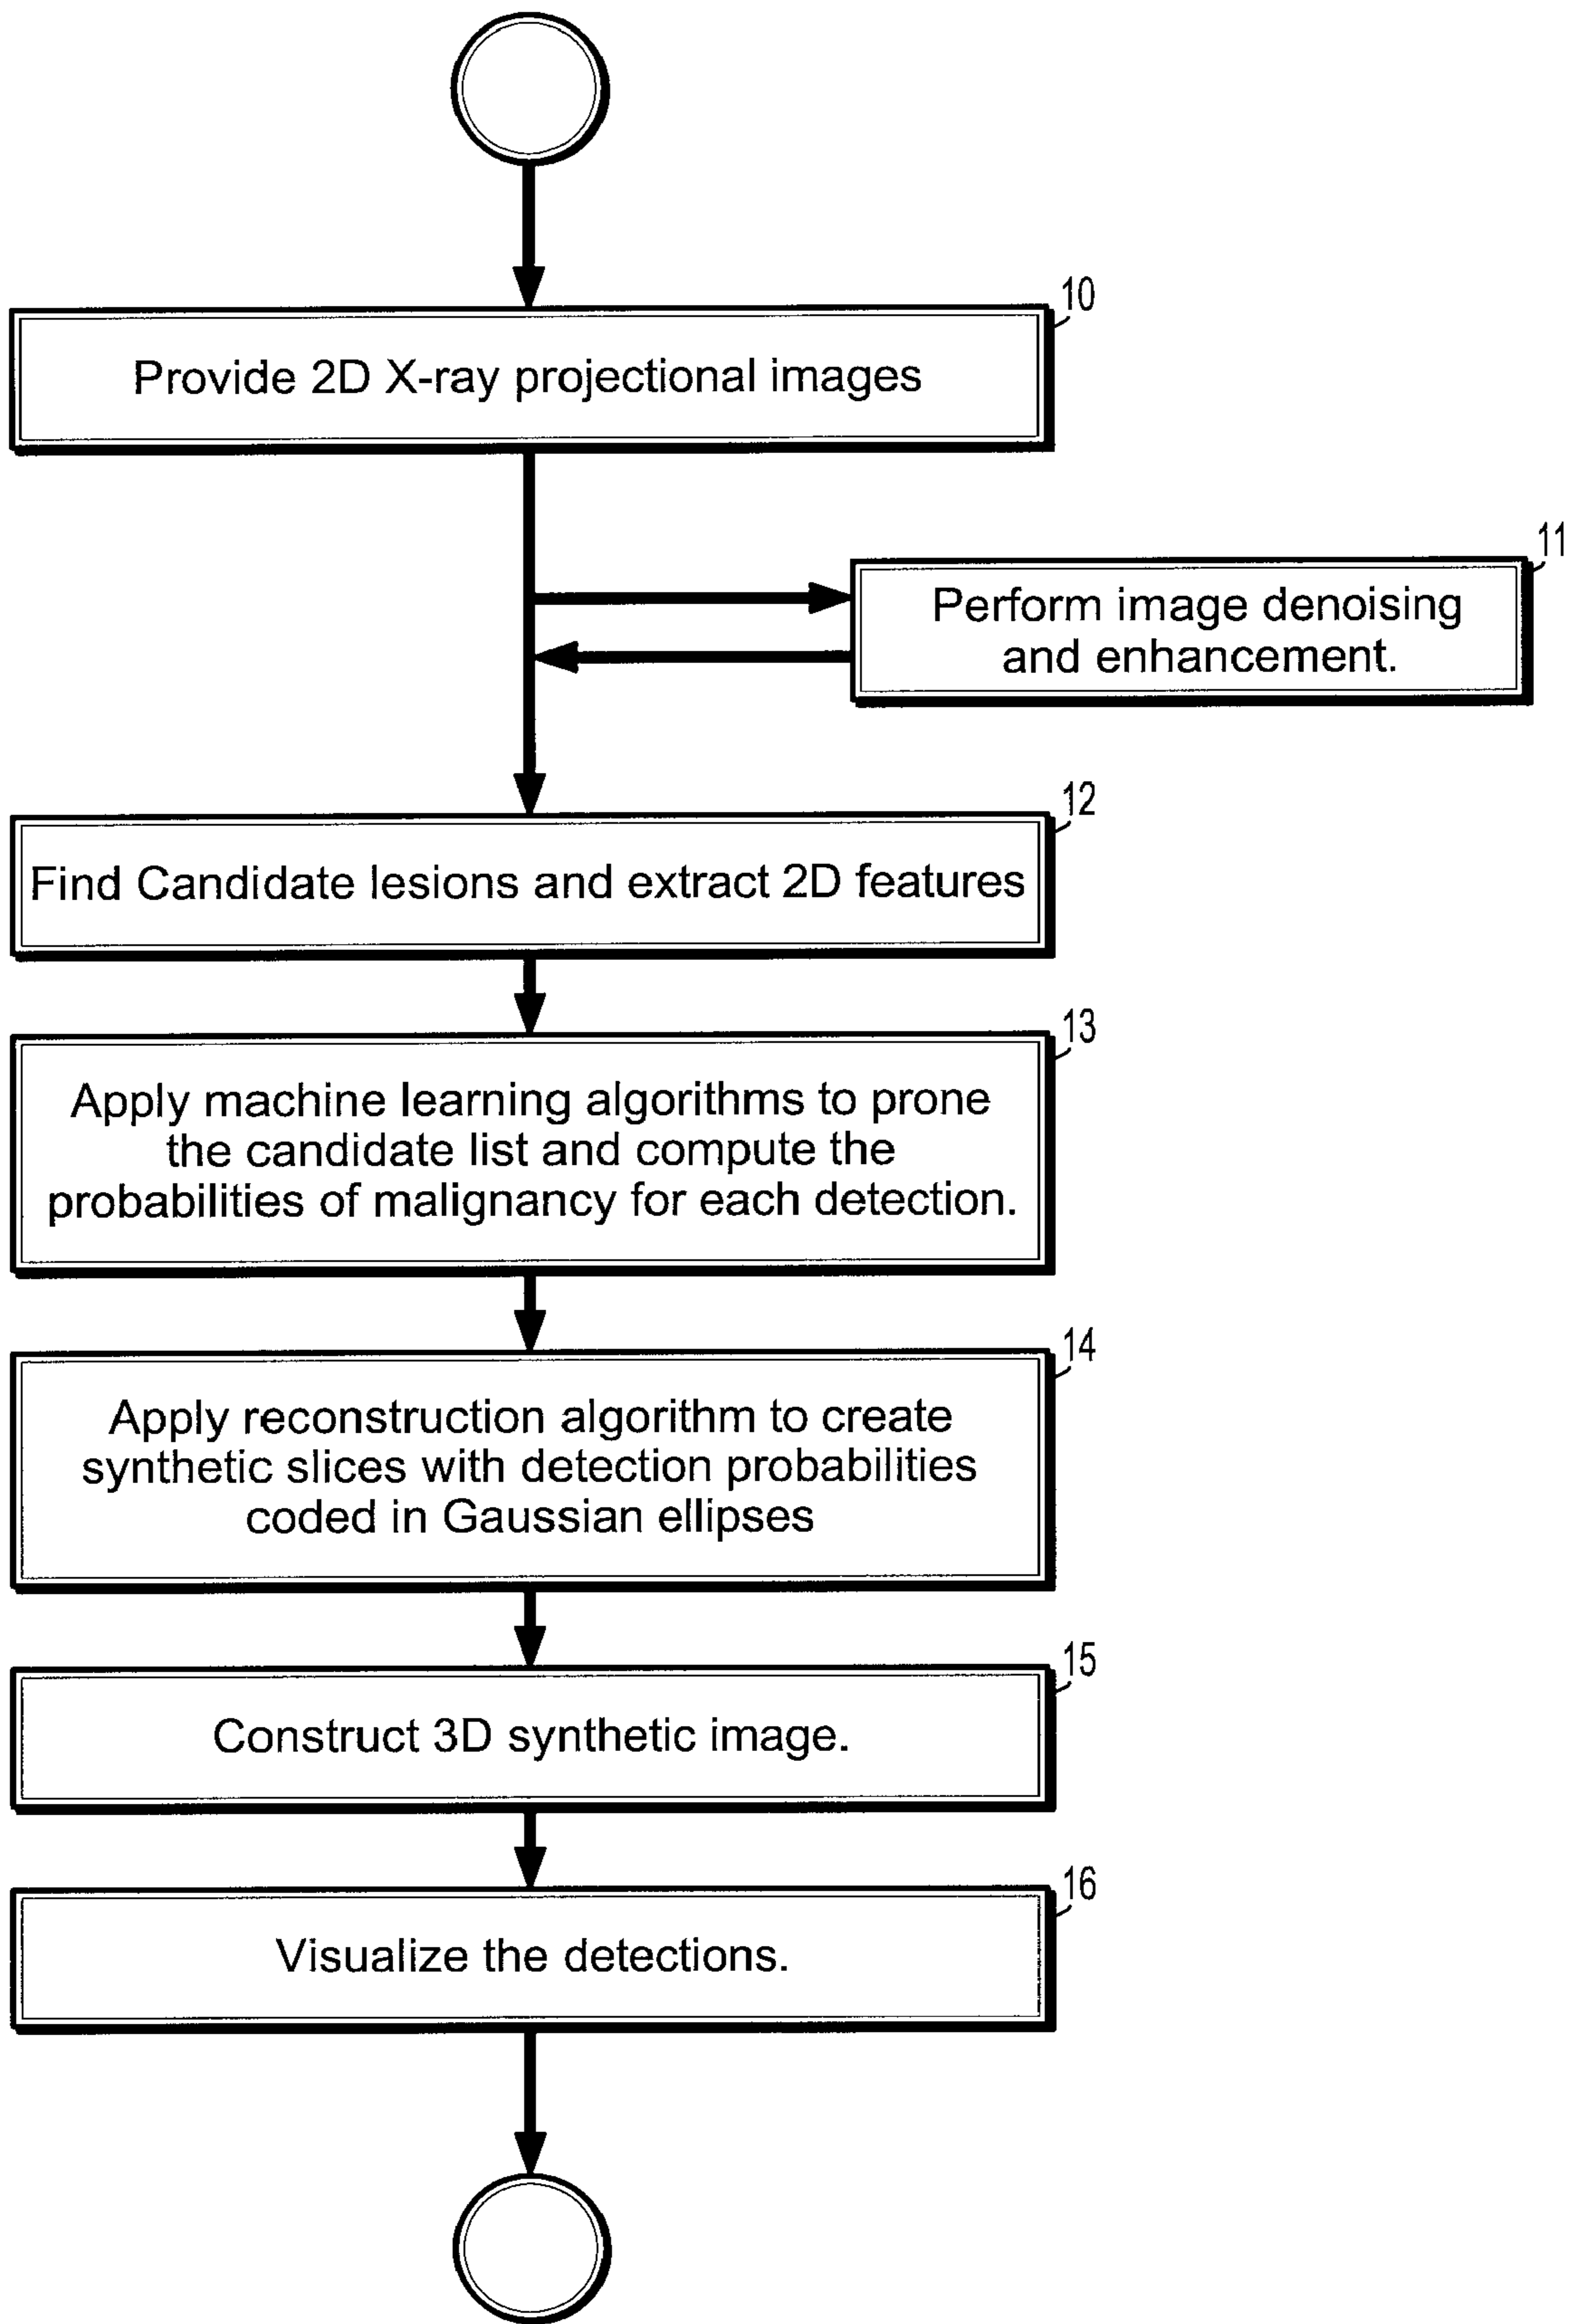 10
Provide 2D X-ray projectional images
11
Perform image denoising
and enhancement.
12
Find Candidate lesions and extract 2D features
13
Apply machine learning algorithms to prone
the candidate list and compute the
probabilities of malignancy for each detection.
14
Apply reconstruction algorithm to create
synthetic slices with detection probabilities
coded in Gaussian ellipses
15
Construct 3D synthetic image.
16
Visualize the detections.